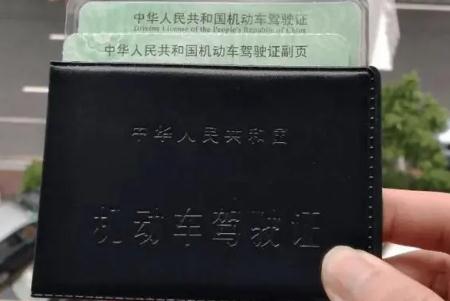 中华人民共和国机动车驾驶证
Driving License of the People's Republic of China
中华人民共和国机动车驾驶证副页
中华人民共和国
机动车驾驶证